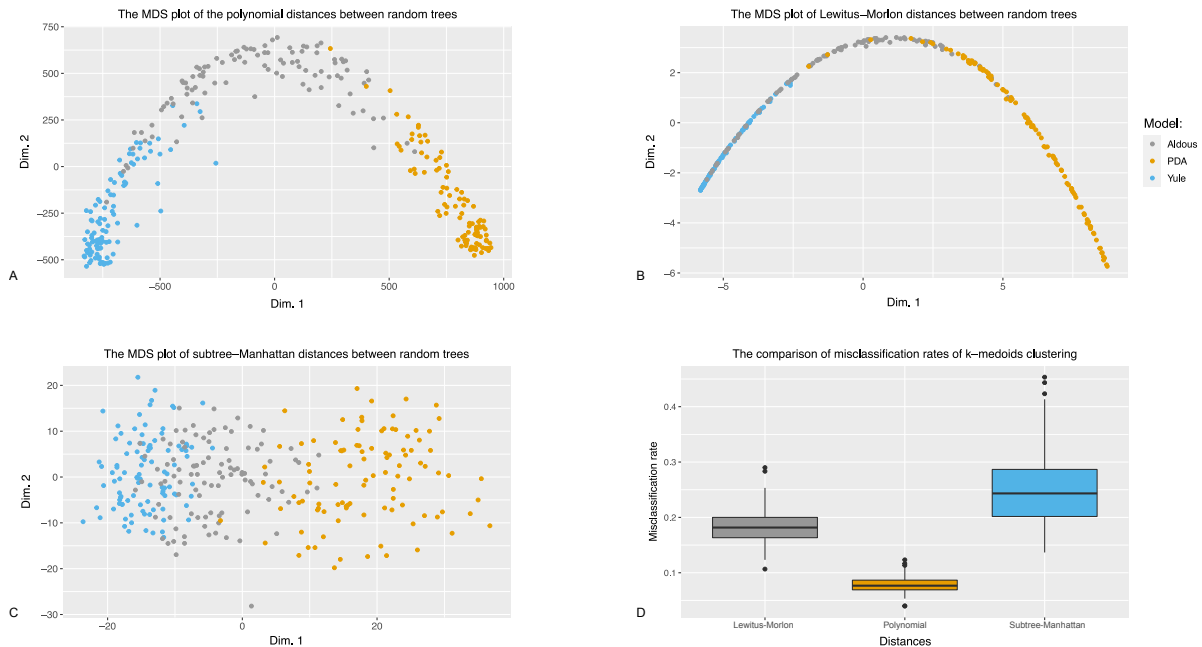 The MDS plot of the polynomial distances between random trees
750
500
250
0
−250
−500
Dim. 2
−500
0
500
1000
Dim. 1
A
The MDS plot of Lewitus−Morlon distances between random trees
2
0
−2
−4
−6
Dim. 2
−5
0
5
Dim. 1
B
Model:
Aldous
PDA
Yule
The MDS plot of subtree−Manhattan distances between random trees
20
10
0
−10
−20
−30
Dim. 2
−20
0
20
Dim. 1
C
The comparison of misclassification rates of k−medoids clustering
0.4
0.3
0.2
0.1
Misclassification rate
Lewitus-Morlon
Polynomial
Subtree-Manhattan
Distances
D